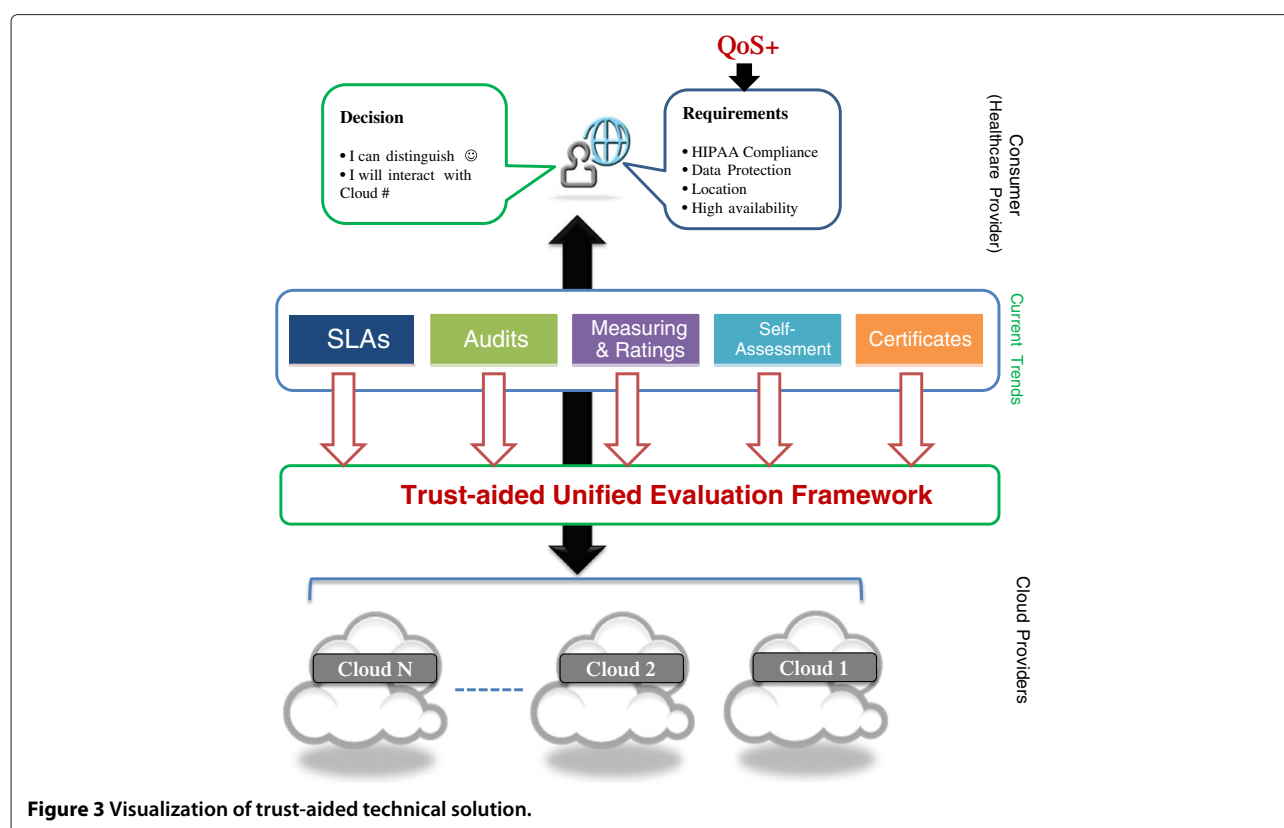 QoS+
Decision
• I can distinguish ☺
• I will interact with
Cloud #
Requirements
• HIPAA Compliance
• Data Protection
• Location
• High availability
Consumer
(Healthcare Provider)
SLAs
Audits
Measuring
& Ratings
Self-
Assessment
Certificates
Current Trends
Trust-aided Unified Evaluation Framework
Cloud Providers
Cloud N
Cloud 2
Cloud 1
Figure 3 Visualization of trust-aided technical solution.